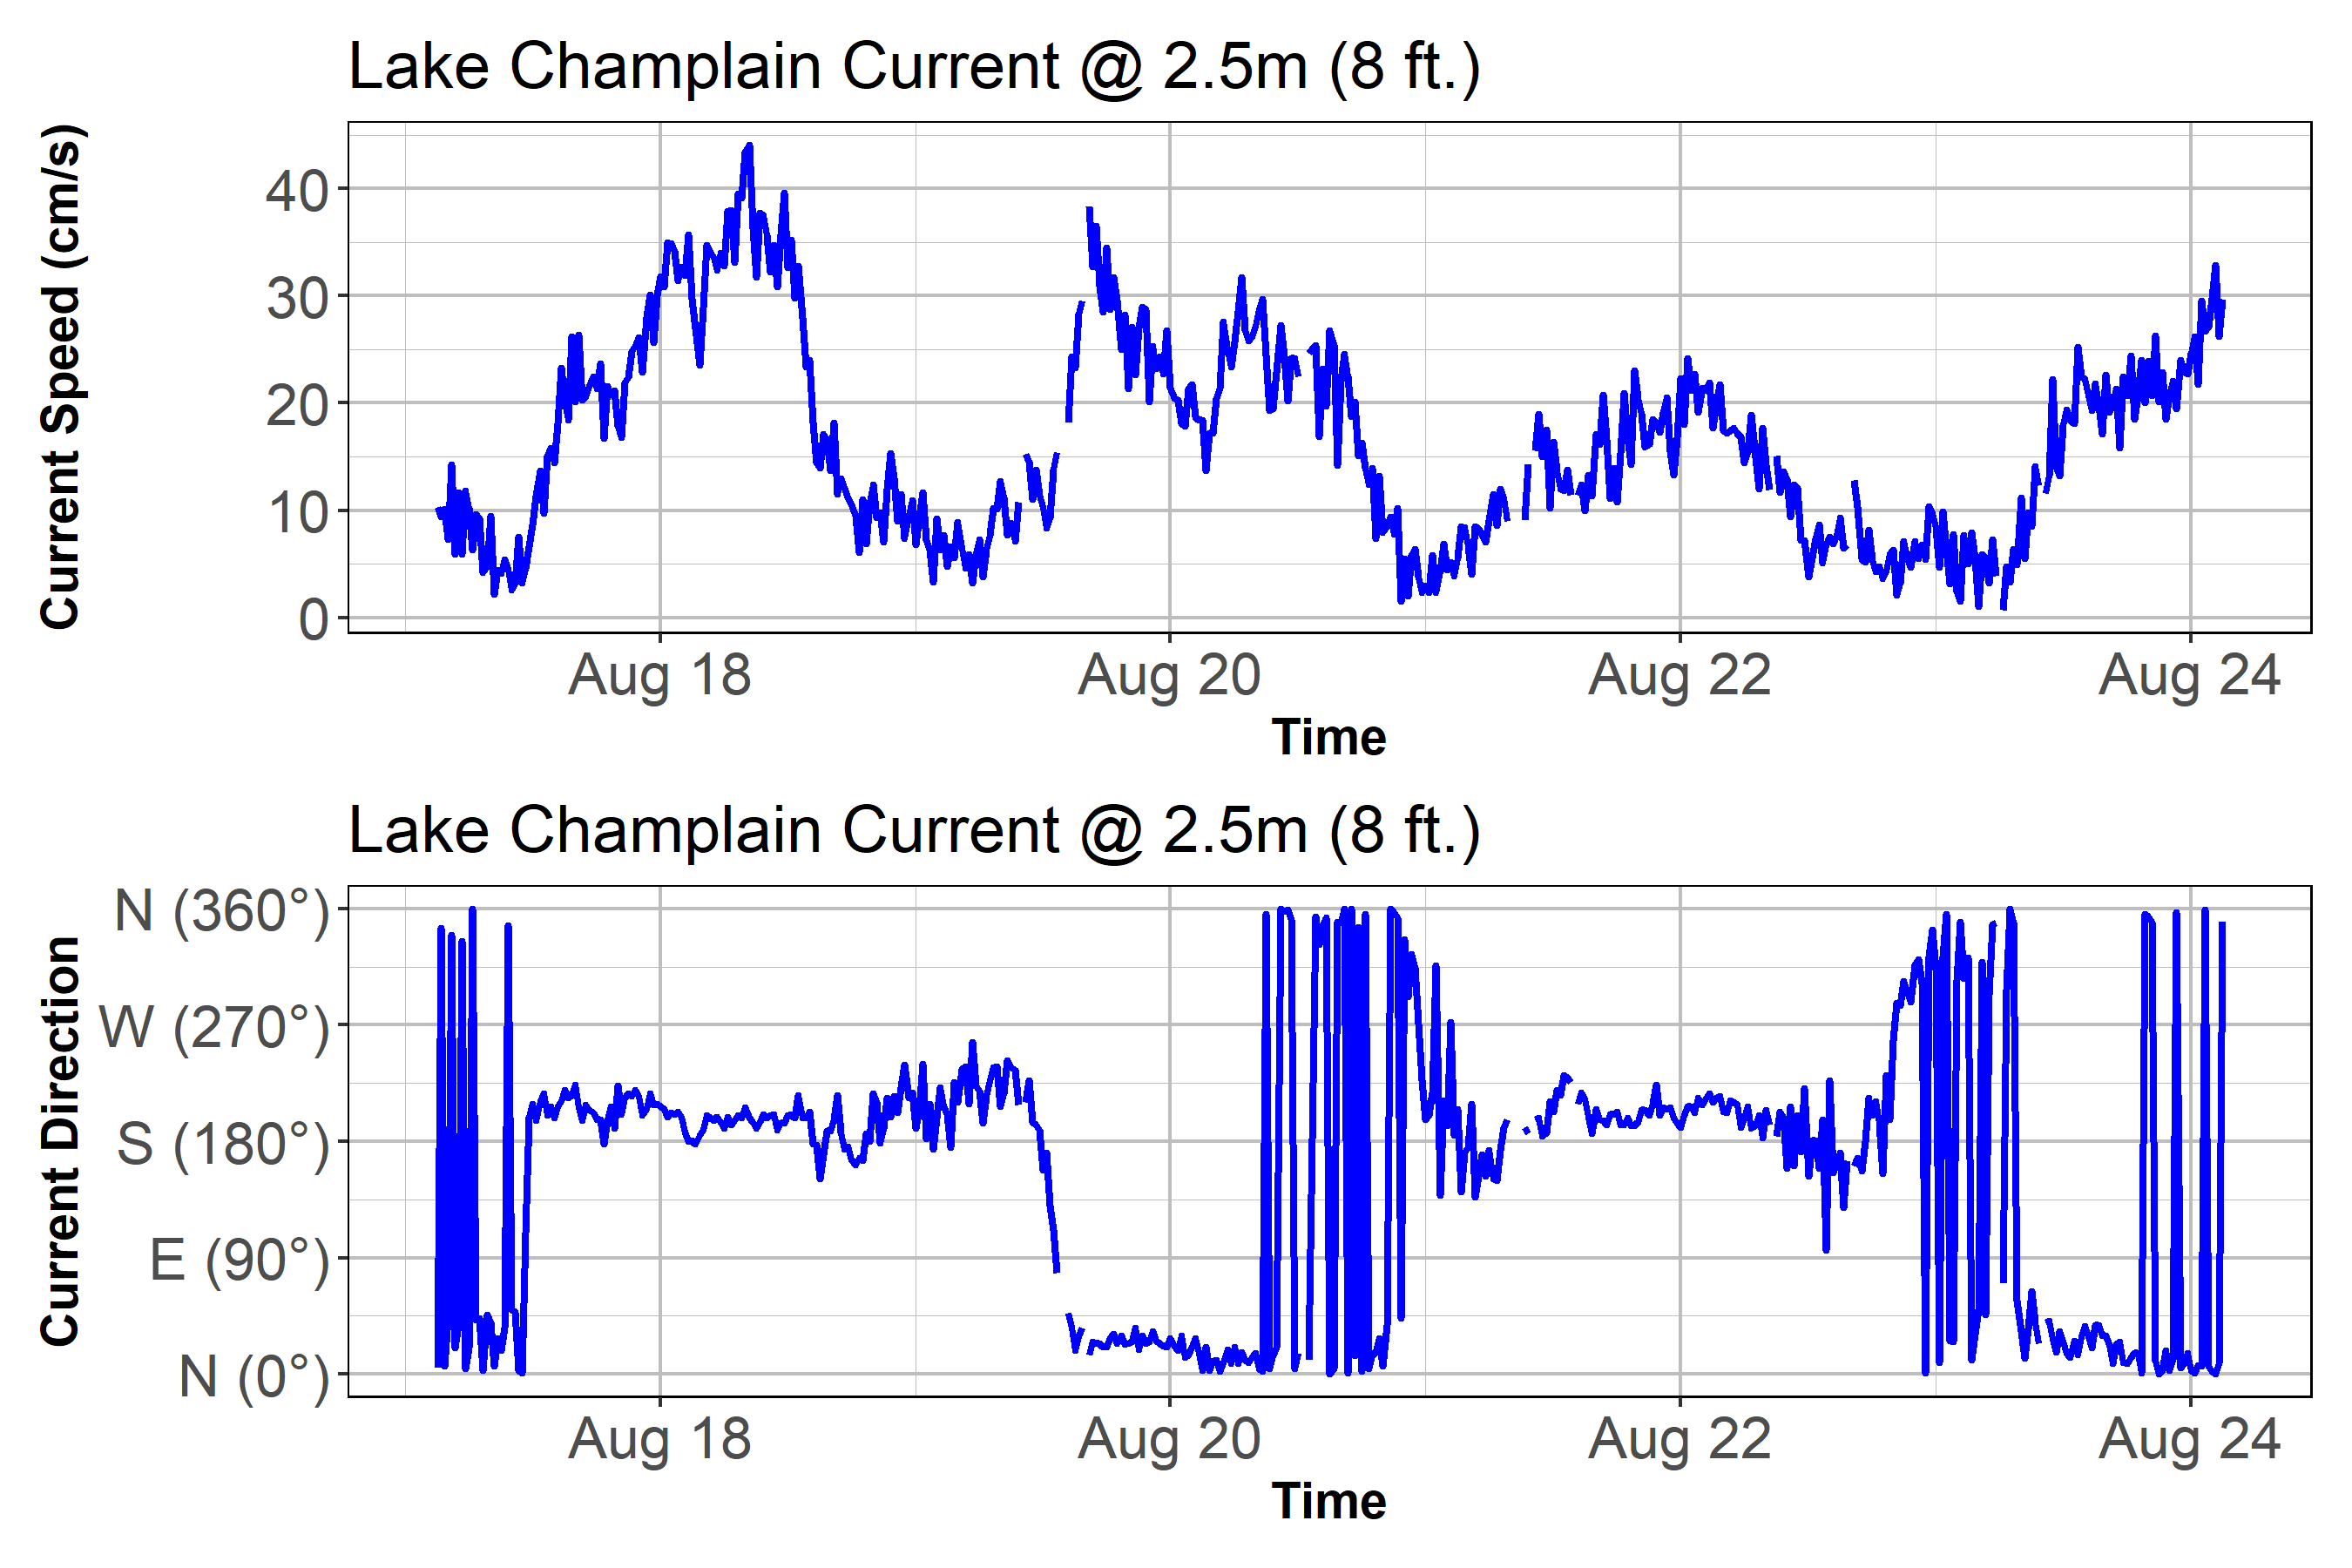 Lake Champlain Current @ 2.5m (8 ft.)
Current Speed (cm/s)
40
30
20
10
0
Aug 18 Aug 20 Aug 22 Aug 24
Time
Lake Champlain Current @ 2.5m (8 ft.)
Current Direction
N (360°)
W (270°)
S (180°)
E (90°)
N (0°)
Aug 18 Aug 20 Aug 22 Aug 24
Time